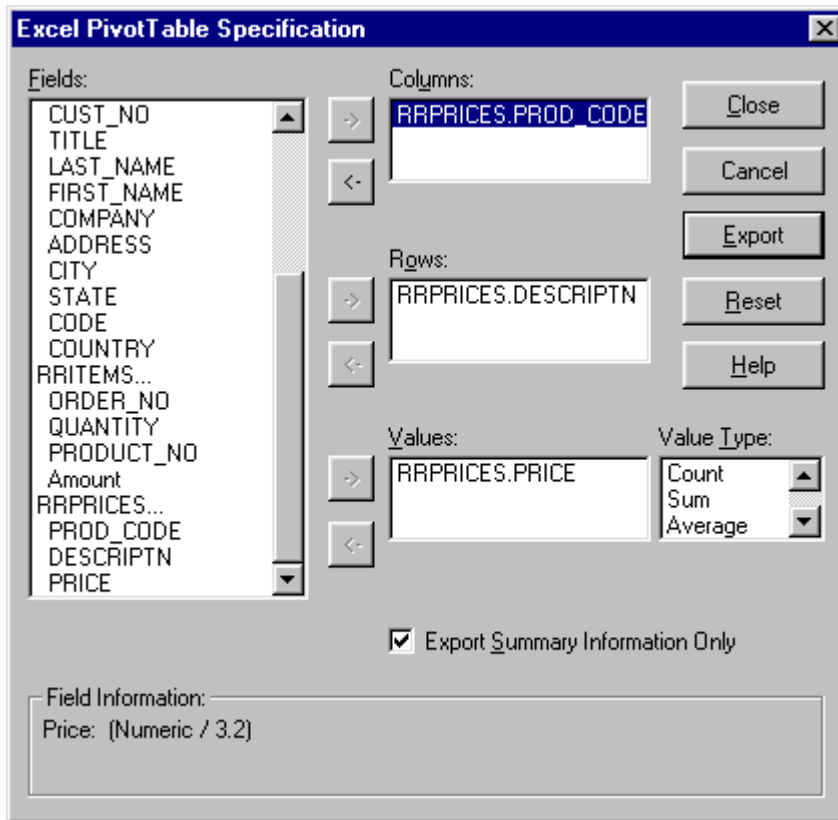 Excel PivotTable Specification
Fields:
CUST_NO
TITLE
LAST_NAME
FIRST_NAME
COMPANY
ADDRESS
CITY
STATE
CODE
COUNTRY
RRITEMS...
ORDER_NO
QUANTITY
PRODUCT_NO
Amount
RRPRICES...
PROD_CODE
DESCRIPTN
PRICE
->
<-
Columns:
RRPRICES.PROD_CODE
->
<-
Rows:
RRPRICES.DESCRIPTN
->
<-
Values:
RRPRICES.PRICE
Value Type:
Count
Sum
Average
Close
Cancel
Export
Reset
Help
Export Summary Information Only
Field Information:
Price: (Numeric / 3.2)